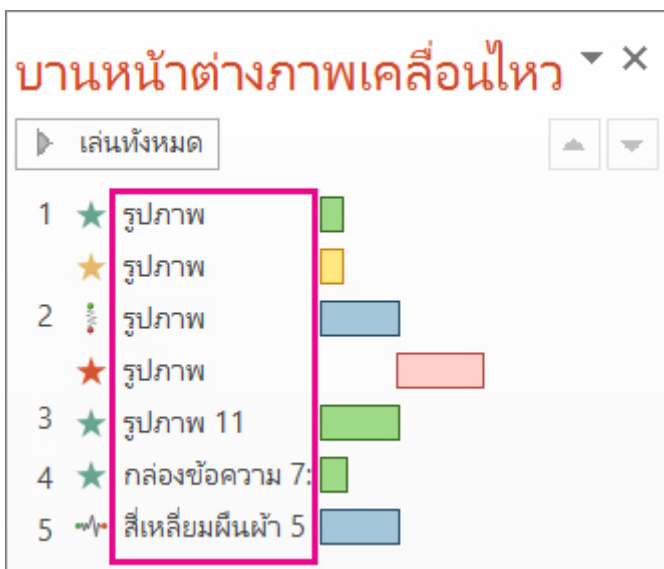 บานหน้าต่างภาพเคลื่อนไหว
เล่นทั้งหมด
1 รูปภาพ
รูปภาพ
2 รูปภาพ
รูปภาพ
3 รูปภาพ 11
4 กล่องข้อความ 7:
5 สี่เหลี่ยมผืนผ้า 5